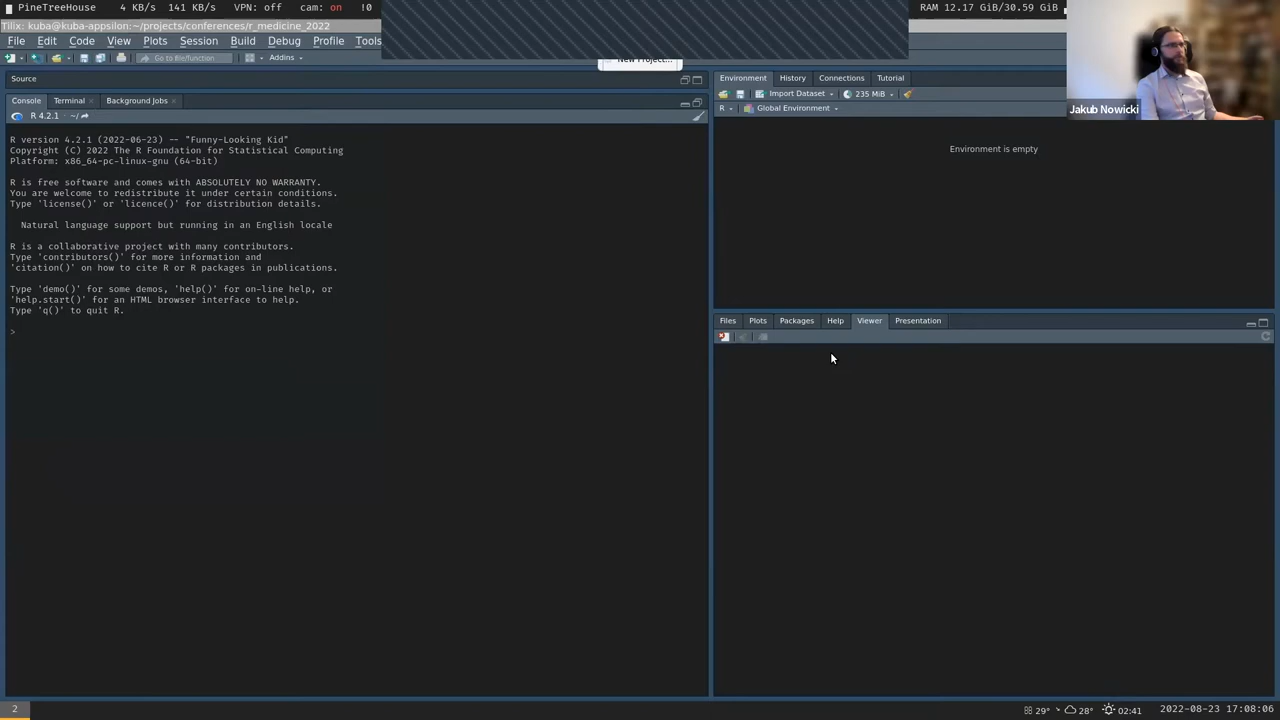 PineTreeHouse 4 KB/s 141 KB/s VPN: off cam: on !0 RAM 12.17 GiB/30.59 GiB
Tilix: kuba@kuba-appsilon:~/projects/conferences/r_medicine_2022
File Edit Code View Plots Session Build Debug Profile Tools
New Project...
Go to file/function Addins
Source
Console Terminal Background Jobs
R 4.2.1 · ~/
R version 4.2.1 (2022-06-23) -- "Funny-Looking Kid"
Copyright (C) 2022 The R Foundation for Statistical Computing
Platform: x86_64-pc-linux-gnu (64-bit)
R is free software and comes with ABSOLUTELY NO WARRANTY.
You are welcome to redistribute it under certain conditions.
Type 'license()' or 'licence()' for distribution details.
Natural language support but running in an English locale
R is a collaborative project with many contributors.
Type 'contributors()' for more information and
'citation()' on how to cite R or R packages in publications.
Type 'demo()' for some demos, 'help()' for on-line help, or
'help.start()' for an HTML browser interface to help.
Type 'q()' to quit R.
>
Environment History Connections Tutorial
Import Dataset 235 MiB
R Global Environment
Environment is empty
Files Plots Packages Help Viewer Presentation
Jakub Nowicki
2 29° 28° 02:41 2022-08-23 17:08:06